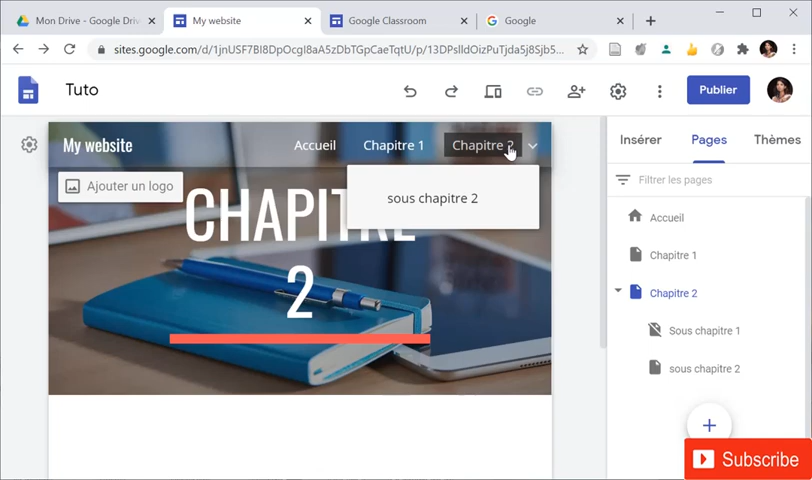 Mon Drive - Google Driv
My website
Google Classroom
Google
sites.google.com/d/1jnUSF7BI8DpOcgI8aA5zDbTGpCaeTqtU/p/13DPslldOizPuTjda5j8Sjb5...
Tuto
Publier
My website
Accueil
Chapitre 1
Chapitre 2
Ajouter un logo
sous chapitre 2
CHAPITRE
2
Insérer
Pages
Thèmes
Filtrer les pages
Accueil
Chapitre 1
Chapitre 2
Sous chapitre 1
sous chapitre 2
Subscribe